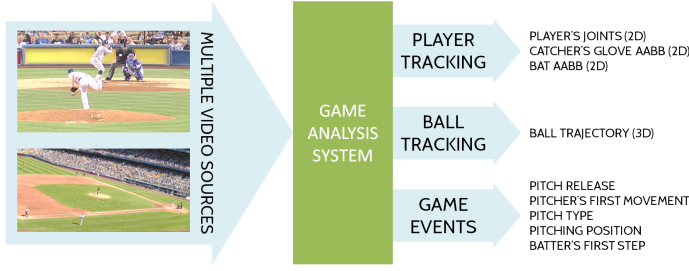 MULTIPLE VIDEO SOURCES
GAME
ANALYSIS
SYSTEM
PLAYER
TRACKING
PLAYER'S JOINTS (2D)
CATCHER'S GLOVE AABB (2D)
BAT AABB (2D)
BALL
TRACKING
BALL TRAJECTORY (3D)
GAME
EVENTS
PITCH RELEASE
PITCHER'S FIRST MOVEMENT
PITCH TYPE
PITCHING POSITION
BATTER'S FIRST STEP